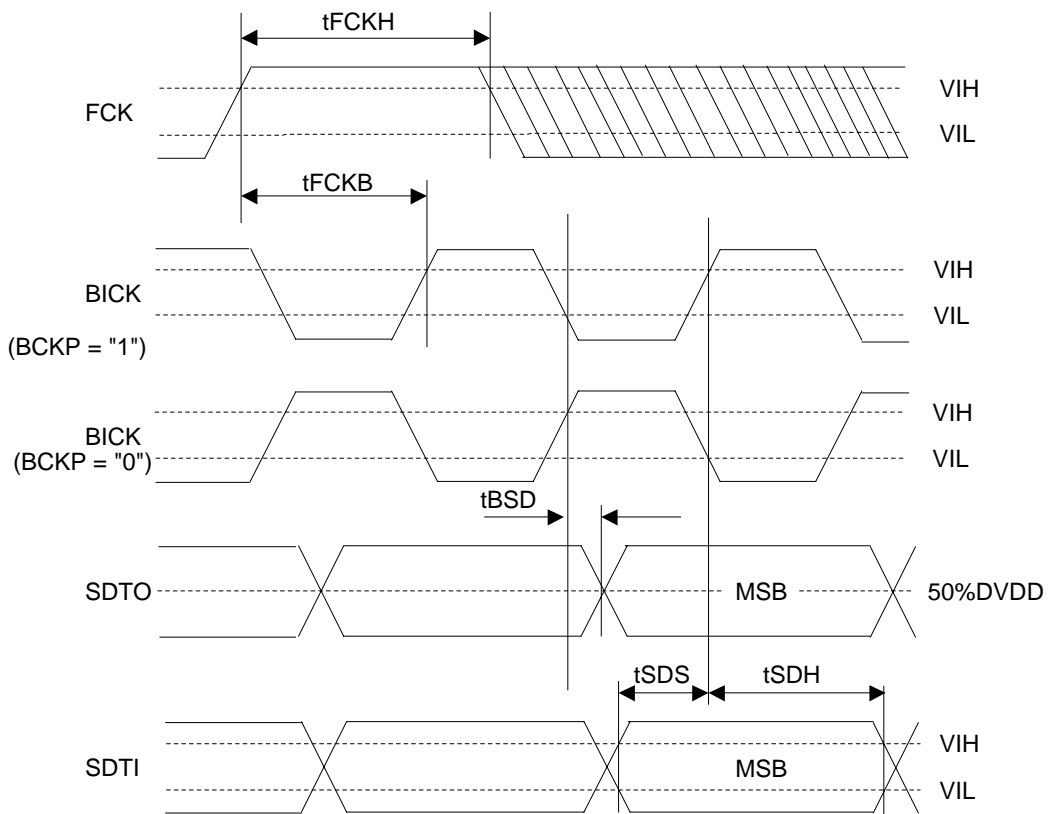 tFCKH
FCK
VIH
VIL
tFCKB
BICK
(BCKP = "1")
VIH
VIL
BICK
(BCKP = "0")
VIH
VIL
tBSD
SDTO
MSB
50%DVDD
tSDS
tSDH
SDTI
MSB
VIH
VIL